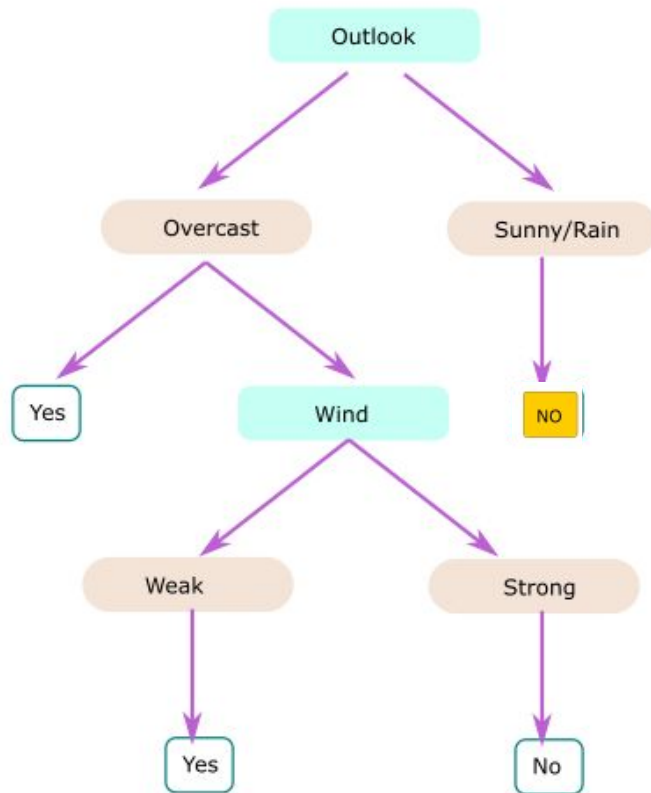 Outlook
Overcast
Sunny/Rain
Yes
Wind
NO
Weak
Strong
Yes
No